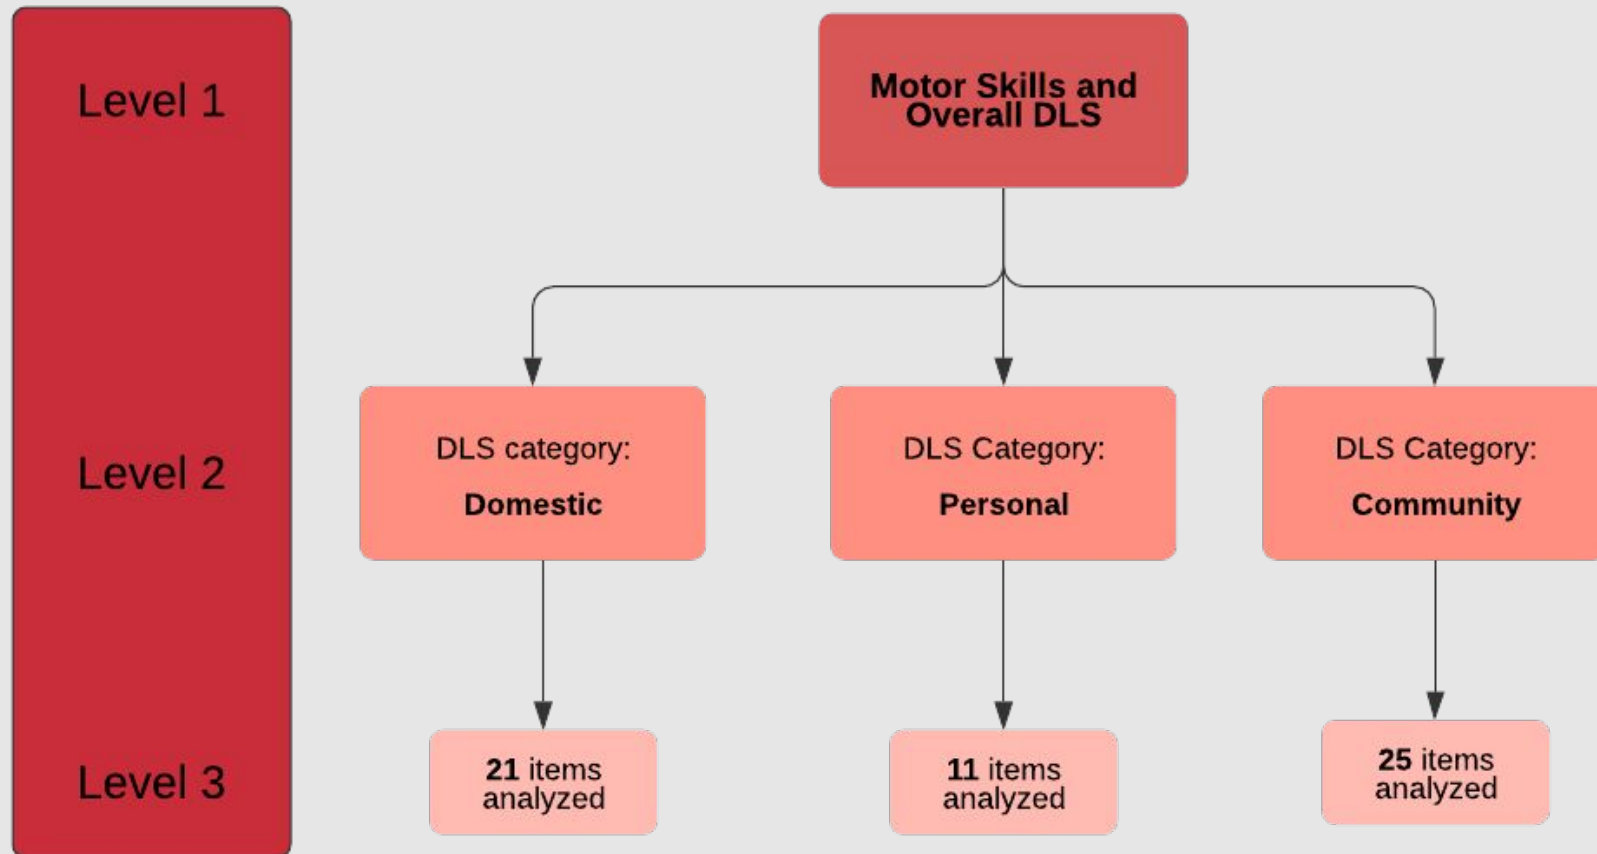 Level 1
Motor Skills and
Overall DLS
Level 2
DLS category:
Domestic
DLS Category:
Personal
DLS Category:
Community
Level 3
21 items
analyzed
11 items
analyzed
25 items
analyzed